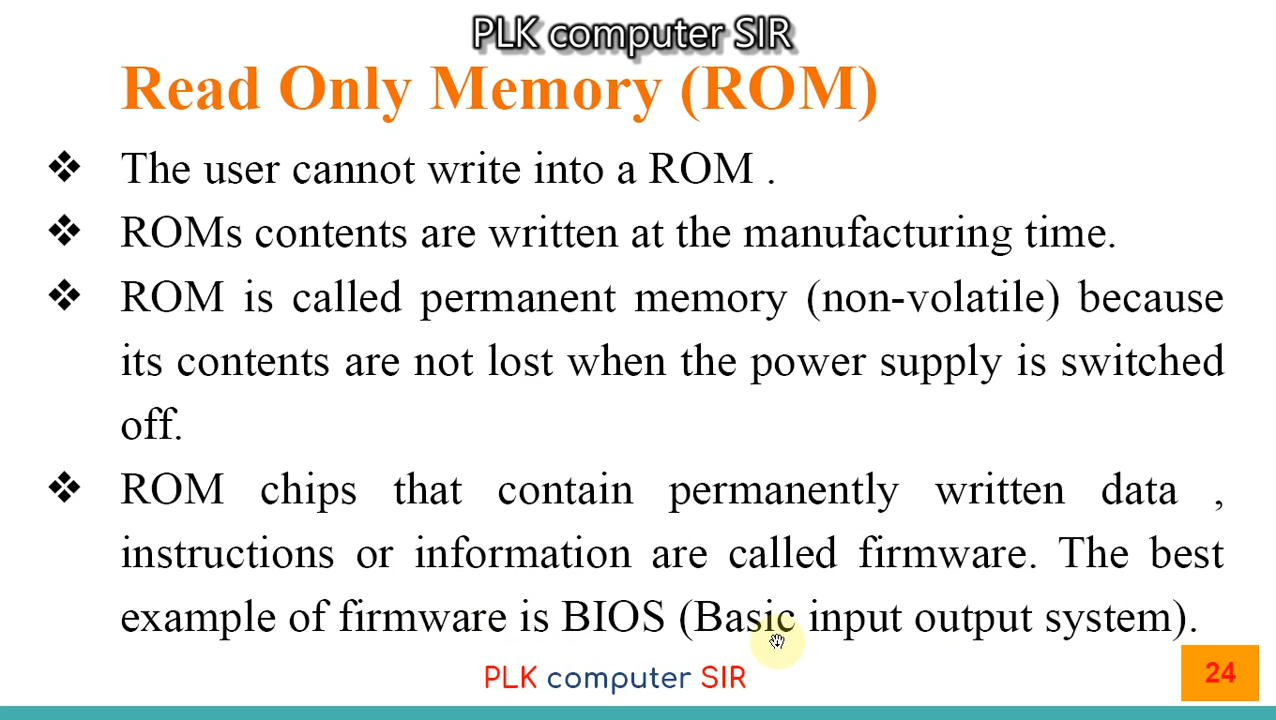 PLK computer SIR
Read Only Memory (ROM)
❖ The user cannot write into a ROM .
❖ ROMs contents are written at the manufacturing time.
❖ ROM is called permanent memory (non-volatile) because
its contents are not lost when the power supply is switched
off.
❖ ROM chips that contain permanently written data ,
instructions or information are called firmware. The best
example of firmware is BIOS (Basic input output system).
PLK computer SIR
24